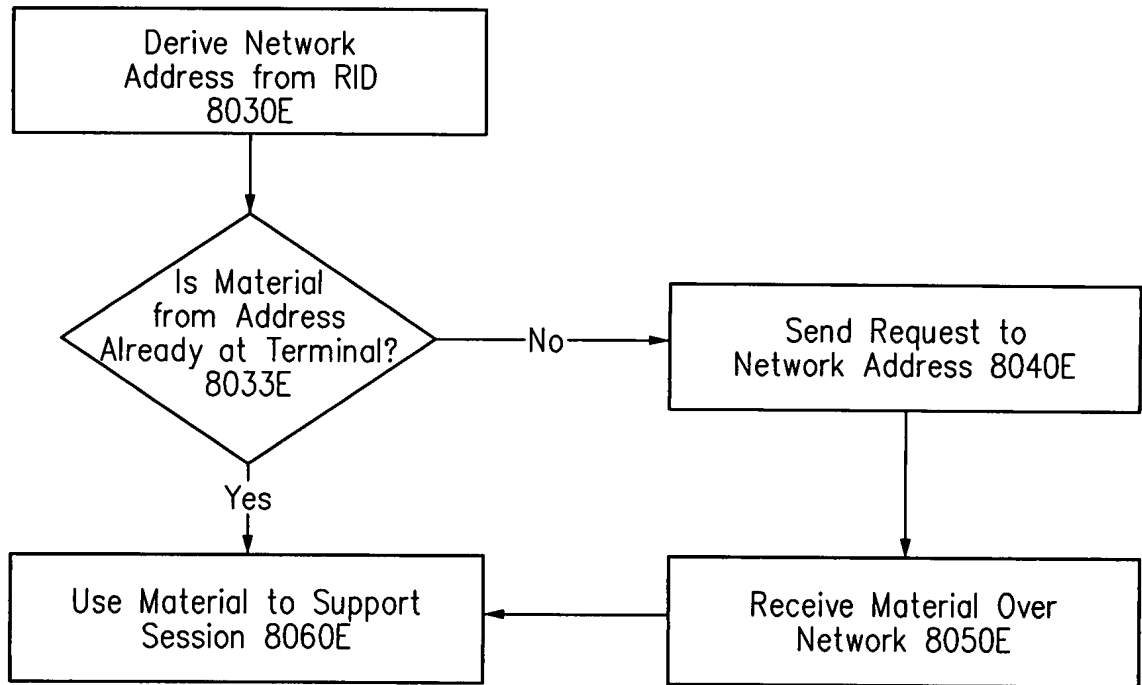 Derive Network
Address from RID
8030E
Is Material
from Address
Already at Terminal?
8033E
No
Send Request to
Network Address 8040E
Yes
Use Material to Support
Session 8060E
Receive Material Over
Network 8050E